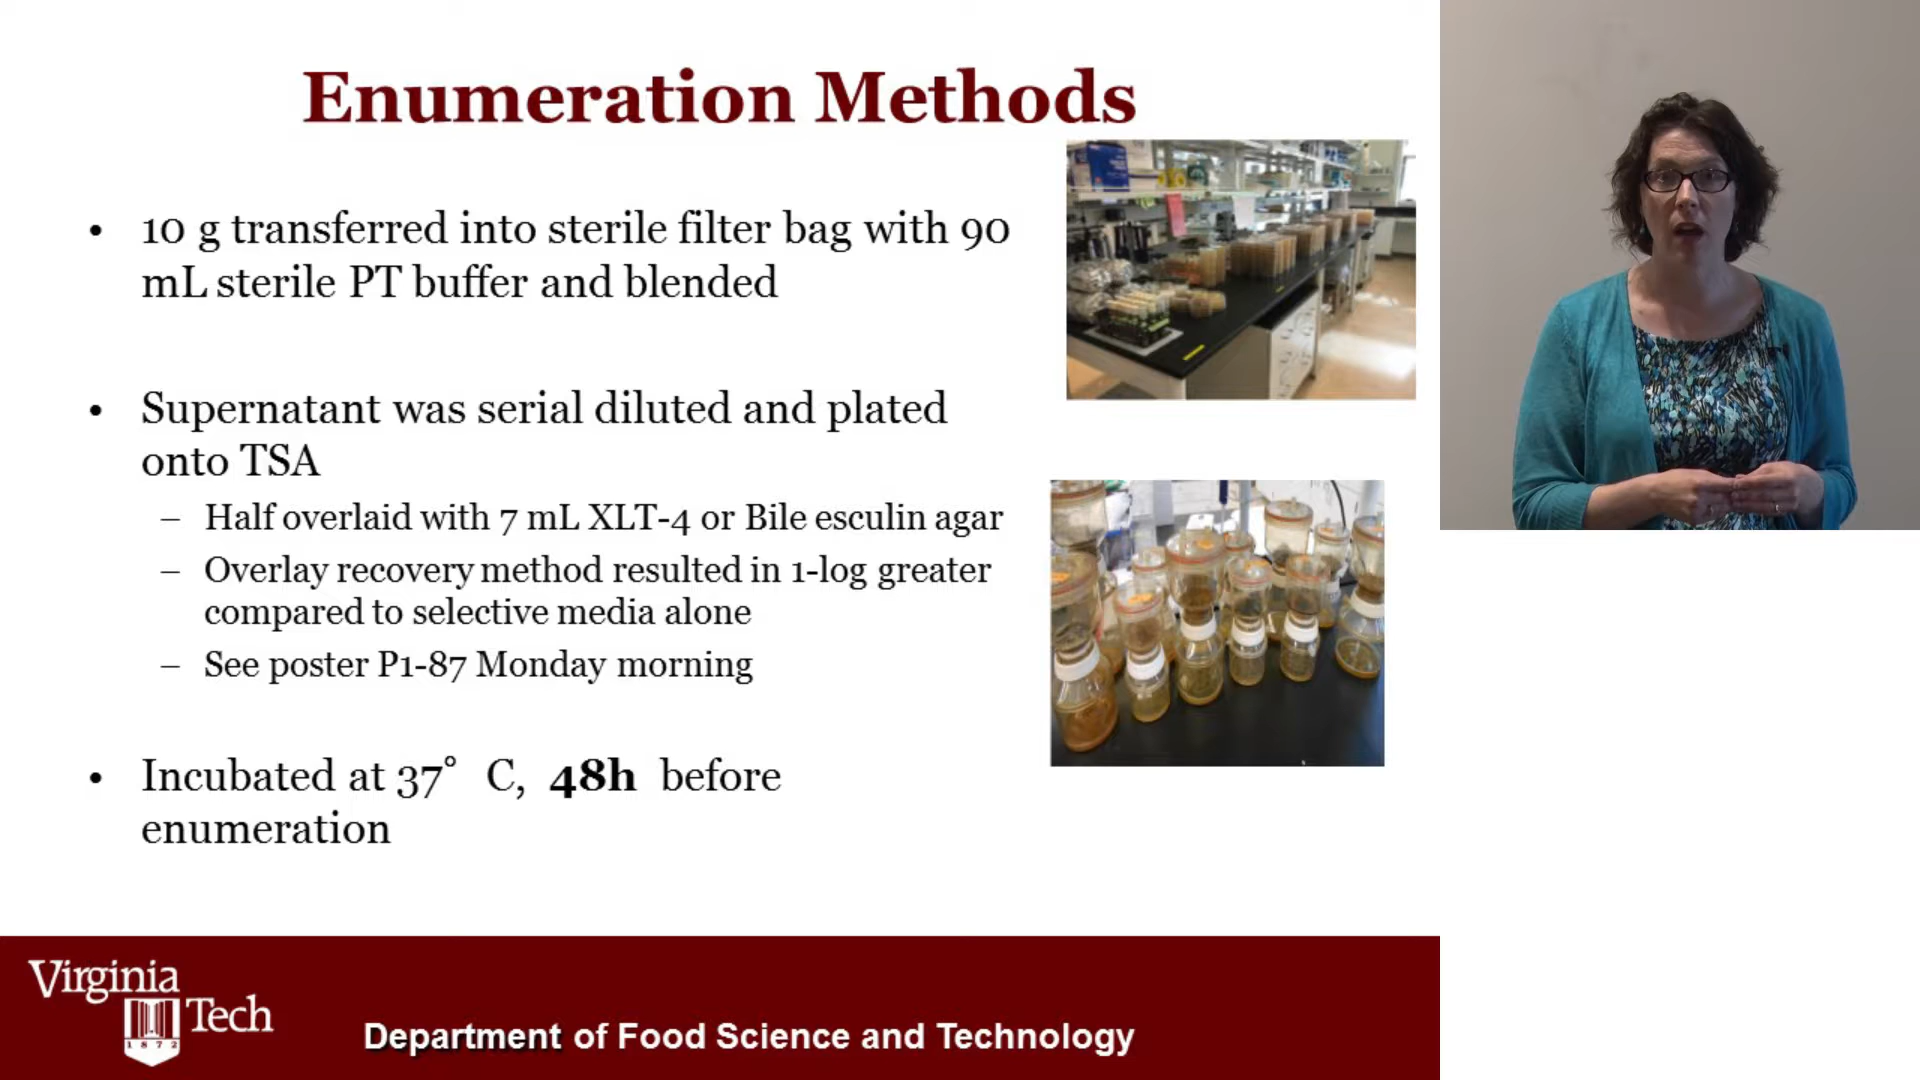 Enumeration Methods
• 10 g transferred into sterile filter bag with 90
mL sterile PT buffer and blended
• Supernatant was serial diluted and plated
onto TSA
– Half overlaid with 7 mL XLT-4 or Bile esculin agar
– Overlay recovery method resulted in 1-log greater
compared to selective media alone
– See poster P1-87 Monday morning
• Incubated at 37° C, 48h before
enumeration
Virginia
Tech
1872
Department of Food Science and Technology